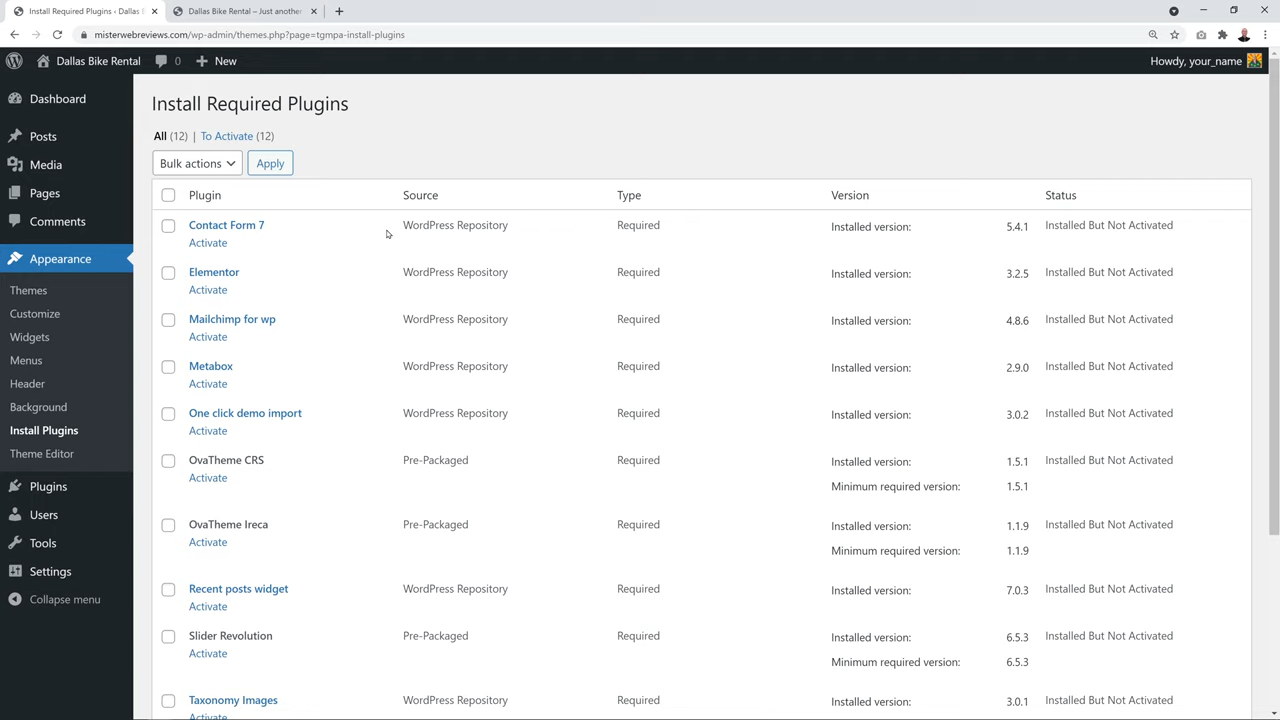 Install Required Plugins ‹ Dallas B
Dallas Bike Rental – Just anothe
misterwebreviews.com/wp-admin/themes.php?page=tgmpa-install-plugins
Dallas Bike Rental 0 New Howdy, your_name
Dashboard
Posts
Media
Pages
Comments
Appearance
Themes
Customize
Widgets
Menus
Header
Background
Install Plugins
Theme Editor
Plugins
Users
Tools
Settings
Collapse menu
Install Required Plugins
All (12) | To Activate (12)
Bulk actions Apply
Plugin Source Type Version Status
Contact Form 7 WordPress Repository Required Installed version: 5.4.1 Installed But Not Activated
Activate
Elementor WordPress Repository Required Installed version: 3.2.5 Installed But Not Activated
Activate
Mailchimp for wp WordPress Repository Required Installed version: 4.8.6 Installed But Not Activated
Activate
Metabox WordPress Repository Required Installed version: 2.9.0 Installed But Not Activated
Activate
One click demo import WordPress Repository Required Installed version: 3.0.2 Installed But Not Activated
Activate
OvaTheme CRS Pre-Packaged Required Installed version: 1.5.1 Installed But Not Activated
Activate Minimum required version: 1.5.1
OvaTheme Ireca Pre-Packaged Required Installed version: 1.1.9 Installed But Not Activated
Activate Minimum required version: 1.1.9
Recent posts widget WordPress Repository Required Installed version: 7.0.3 Installed But Not Activated
Activate
Slider Revolution Pre-Packaged Required Installed version: 6.5.3 Installed But Not Activated
Activate Minimum required version: 6.5.3
Taxonomy Images WordPress Repository Required Installed version: 3.0.1 Installed But Not Activated
Activate